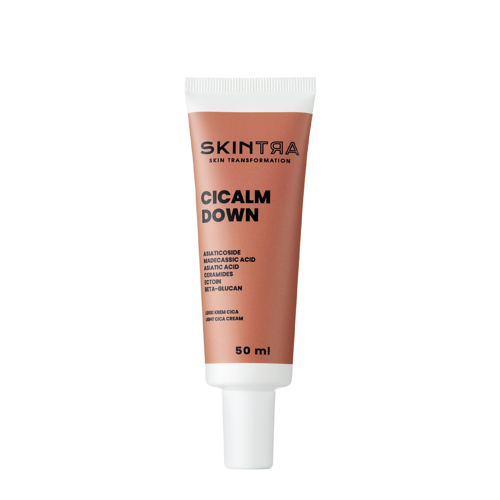 SKINTRA
SKIN TRANSFORMATION
CICALM
DOWN
ASIATICOSIDE
MADECASSIC ACID
ASIATIC ACID
CERAMIDES
ECTOIN
BETA-GLUCAN
LEKKI KREM CICA
LIGHT CICA CREAM
50 ml